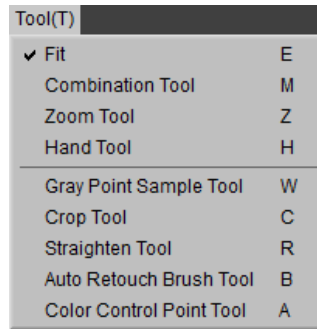 Tool(T)
✓ Fit E
Combination Tool M
Zoom Tool Z
Hand Tool H
Gray Point Sample Tool W
Crop Tool C
Straighten Tool R
Auto Retouch Brush Tool B
Color Control Point Tool A